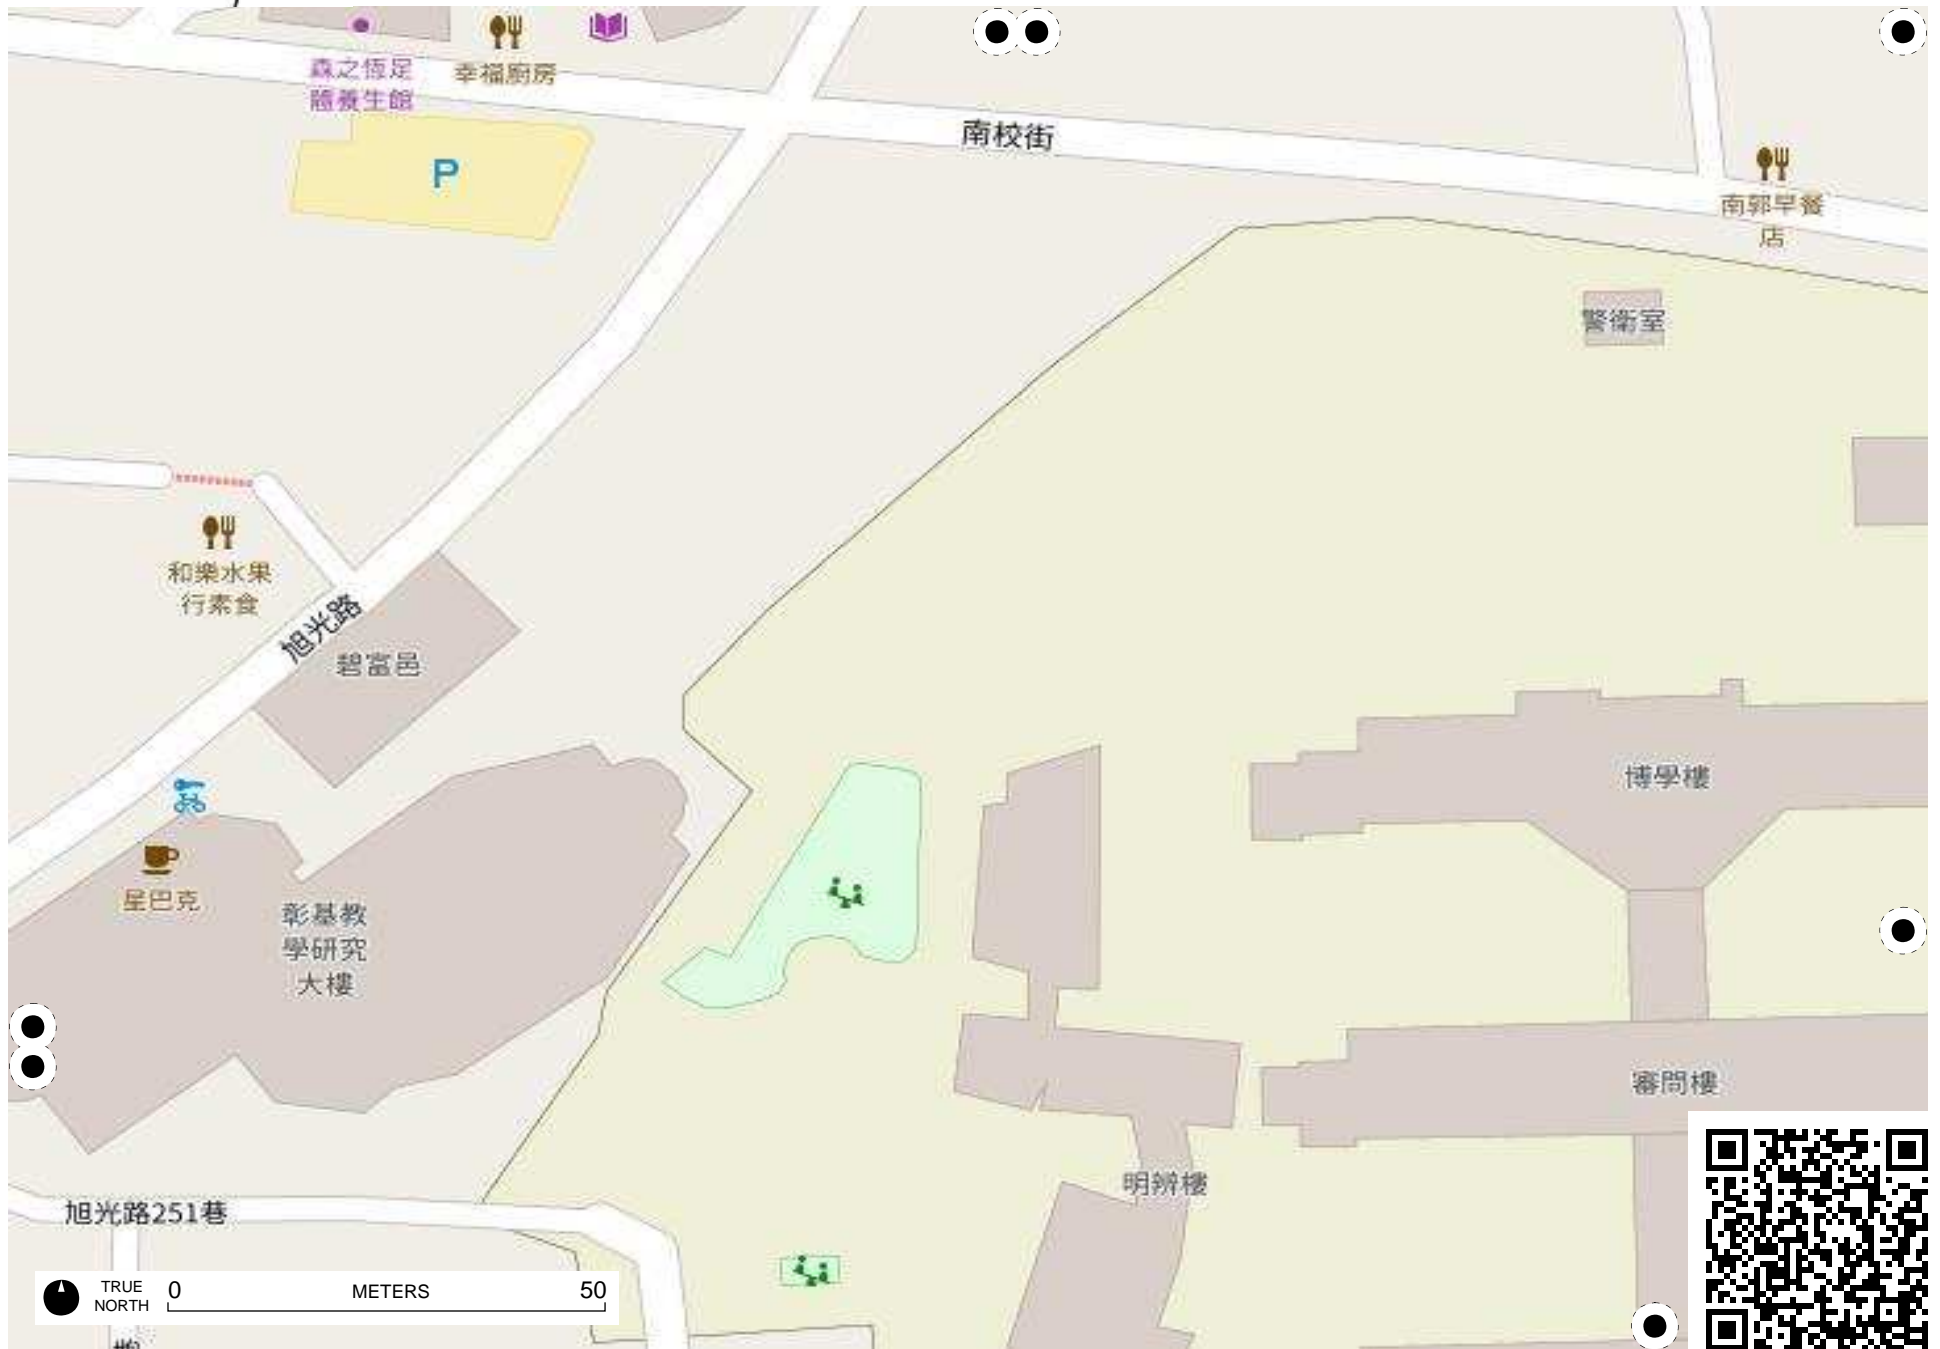 森之恆足
體養生館
幸福廚房
P
南校街
南郭早餐
店
警衛室
和樂水果
行素食
旭光路
碧富邑
博學樓
星巴克
彰基教
學研究
大樓
審問樓
明辨樓
旭光路251巷
TRUE
NORTH
0 METERS 50